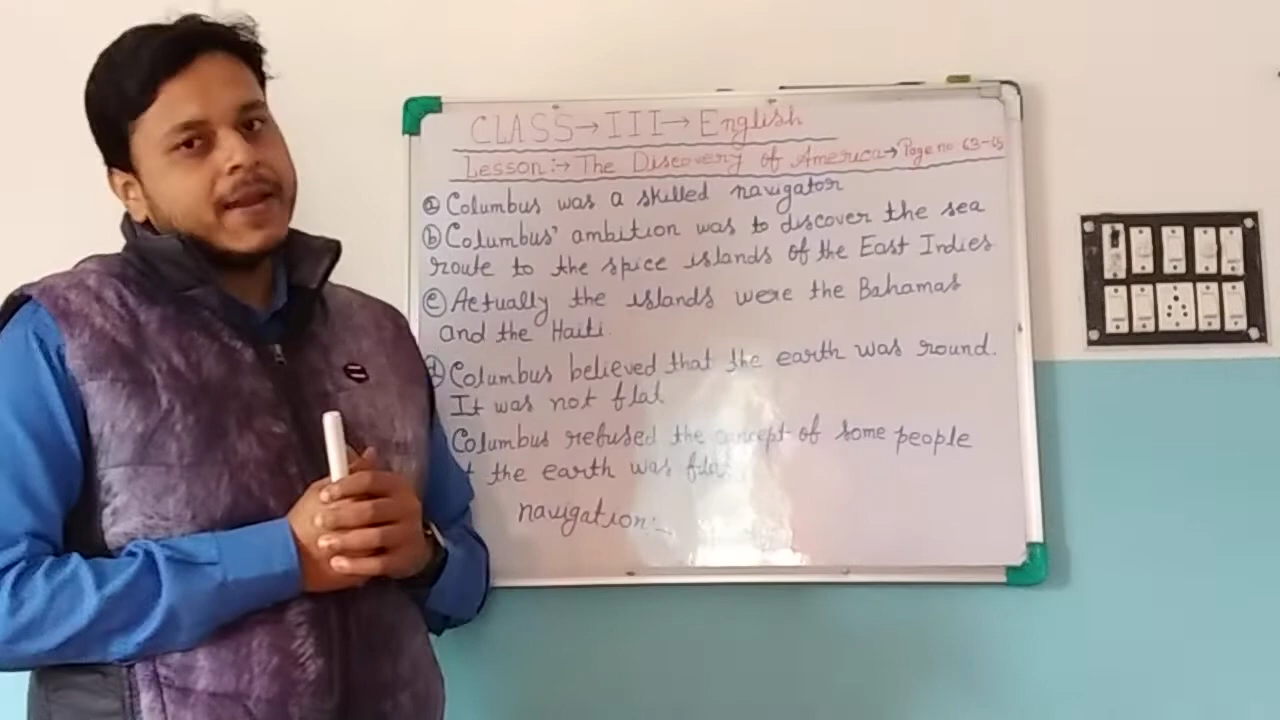 CLASS→III→English
Lesson:→The Discovery of America→Page no 63-65
ⓐ Columbus was a skilled navigator
ⓑ Columbus' ambition was to discover the sea
route to the spice islands of the East Indies
ⓒ Actually the islands were the Bahamas
and the Haiti.
ⓓ Columbus believed that the earth was round.
It was not flat
Columbus refused the concept of some people
the earth was flat
navigation:-